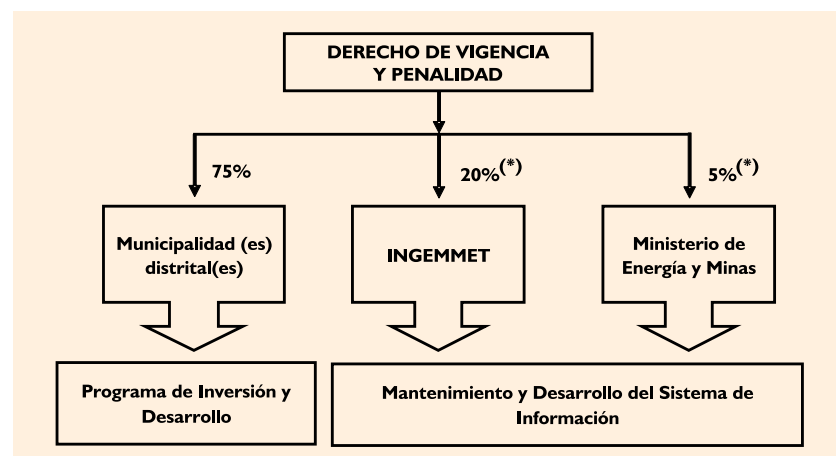 DERECHO DE VIGENCIA
Y PENALIDAD
75%
20%(*)
5%(*)
Municipalidad (es)
distrital(es)
INGEMMET
Ministerio de
Energía y Minas
Programa de Inversión y
Desarrollo
Mantenimiento y Desarrollo del Sistema de
Información